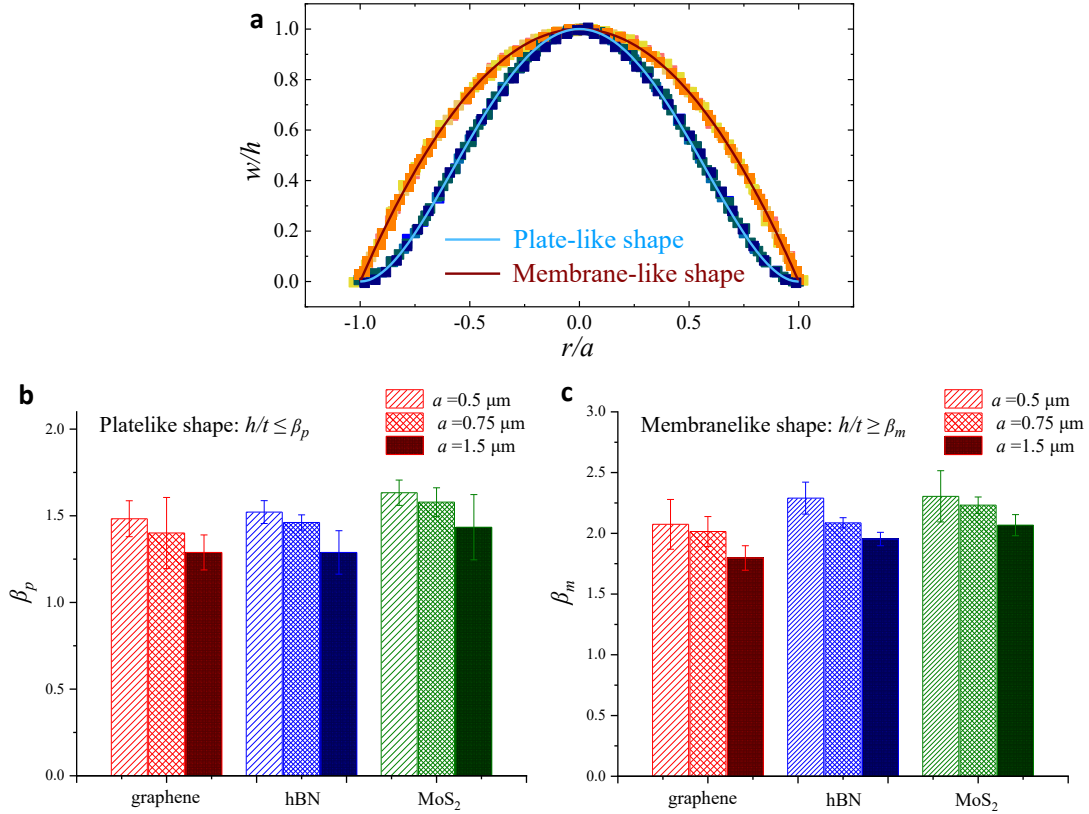 a
1.0
0.8
0.6
0.4
0.2
0.0
w/h
Plate-like shape
Membrane-like shape
-1.0 -0.5 0.0 0.5 1.0
r/a
b
Platelike shape: h/t ≤ βp
a =0.5 μm
a =0.75 μm
a =1.5 μm
2.0
1.5
1.0
0.5
0.0
βp
graphene hBN MoS2
c
Membranelike shape: h/t ≥ βm
a =0.5 μm
a =0.75 μm
a =1.5 μm
3.0
2.5
2.0
1.5
1.0
0.5
0.0
βm
graphene hBN MoS2